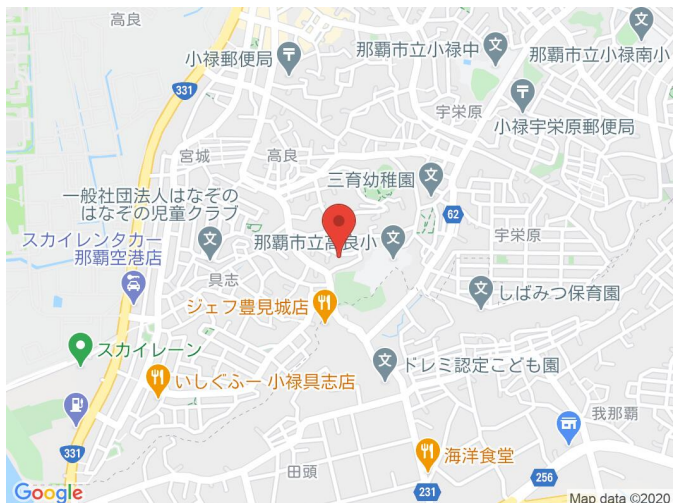 高良
小禄郵便局
那覇市立小禄中
那覇市立小禄南小
331
宇栄原
小禄宇栄原郵便局
宮城
高良
三育幼稚園
一般社団法人はなぞの
はなぞの児童クラブ
62
スカイレンタカー
那覇空港店
那覇市立高良小
宇栄原
具志
しばみつ保育園
ジェフ豊見城店
スカイレーン
ドレミ認定こども園
いしぐふー 小禄具志店
我那覇
331
田頭
海洋食堂
256
231
Google
Map data ©2020